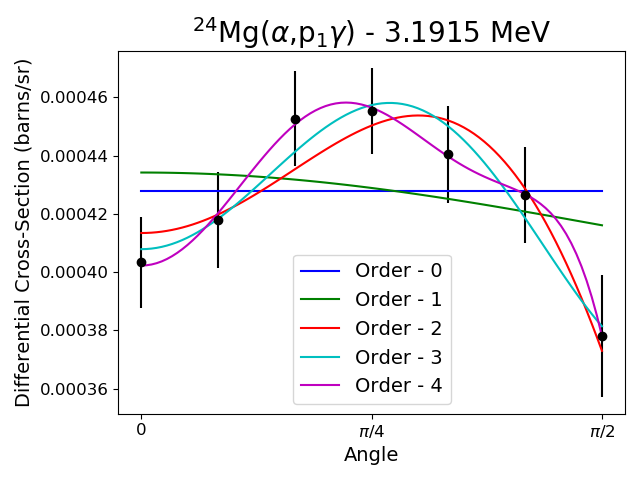 ²⁴Mg(α,p₁γ) - 3.1915 MeV
Differential Cross-Section (barns/sr)
0.00046
0.00044
0.00042
0.00040
0.00038
0.00036
Order - 0
Order - 1
Order - 2
Order - 3
Order - 4
0 π/4 π/2
Angle